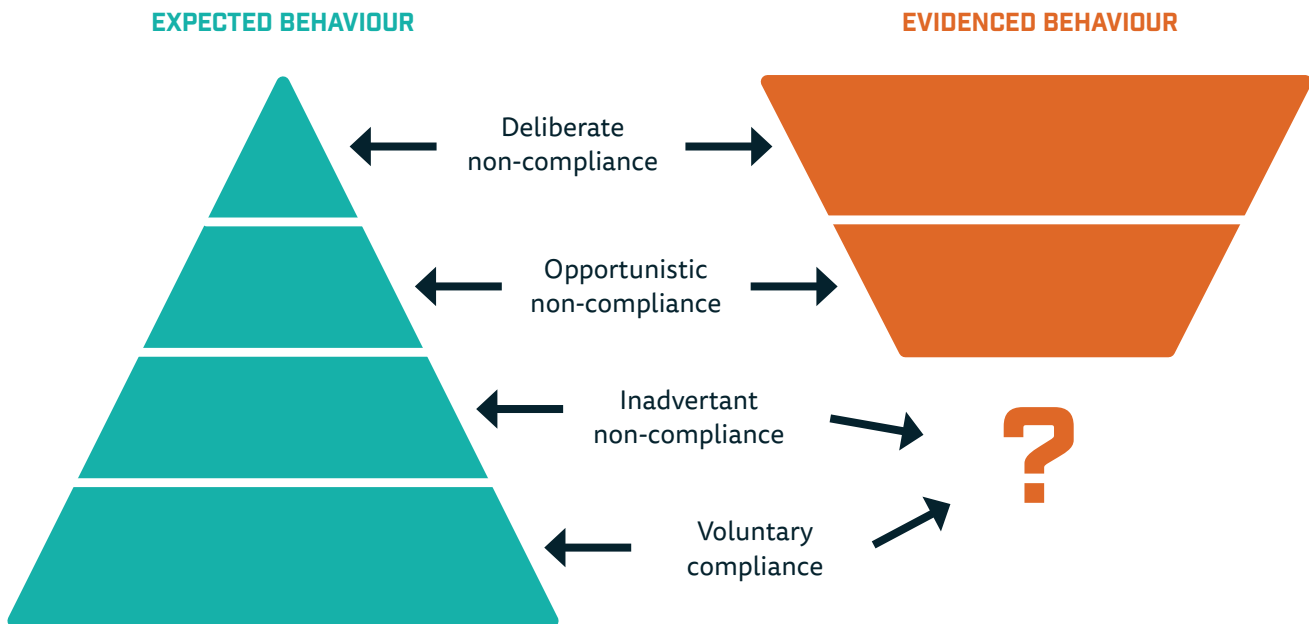 EXPECTED BEHAVIOUR
EVIDENCED BEHAVIOUR
Deliberate
non-compliance
Opportunistic
non-compliance
Inadvertant
non-compliance
?
Voluntary
compliance